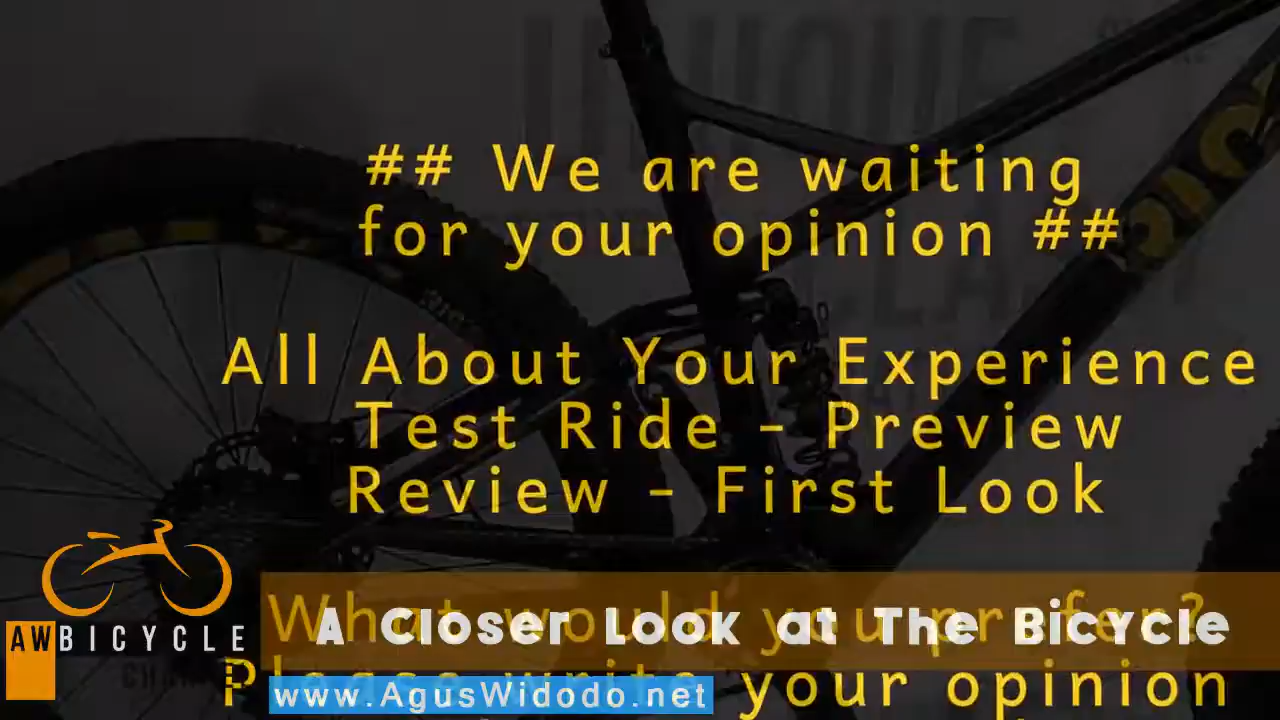 ## We are waiting
for your opinion ##
All About Your Experience
Test Ride - Preview
Review - First Look
What would you prefer?
A Closer Look at The Bicycle
AWBICYCLE
Please write your opinion
www.AgusWidodo.net